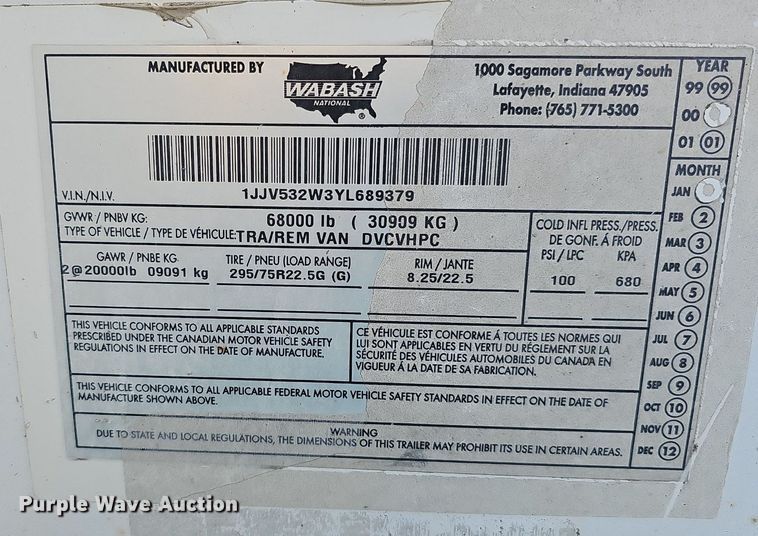 MANUFACTURED BY
WABASH
NATIONAL
®
1000 Sagamore Parkway South
Lafayette, Indiana 47905
Phone: (765) 771-5300
YEAR
99 99
00
01 01
V.I.N./N.I.V.
1JJV532W3YL689379
GVWR / PNBV KG: 68000 lb ( 30909 KG )
TYPE OF VEHICLE / TYPE DE VÉHICULE: TRA/REM VAN DVCVHPC
GAWR / PNBE KG
2@20000lb 09091 kg
TIRE / PNEU (LOAD RANGE)
295/75R22.5G (G)
RIM / JANTE
8.25/22.5
COLD INFL PRESS./PRESS.
DE GONF. À FROID
PSI / LPC KPA
100 680
MONTH
JAN
FEB 2
MAR 3
APR 4
MAY 5
JUN 6
JUL 7
AUG 8
SEP 9
OCT 10
NOV 11
DEC 12
THIS VEHICLE CONFORMS TO ALL APPLICABLE STANDARDS
PRESCRIBED UNDER THE CANADIAN MOTOR VEHICLE SAFETY
REGULATIONS IN EFFECT ON THE DATE OF MANUFACTURE.
CE VÉHICULE EST CONFORME À TOUTES LES NORMES QUI
LUI SONT APPLICABLES EN VERTU DU RÉGLEMENT SUR LA
SÉCURITÉ DES VÉHICULES AUTOMOBILES DU CANADA EN
VIGUEUR À LA DATE DE SA FABRICATION.
THIS VEHICLE CONFORMS TO ALL APPLICABLE FEDERAL MOTOR VEHICLE SAFETY STANDARDS IN EFFECT ON THE DATE OF
MANUFACTURE SHOWN ABOVE.
WARNING
DUE TO STATE AND LOCAL REGULATIONS, THE DIMENSIONS OF THIS TRAILER MAY PROHIBIT ITS USE IN CERTAIN AREAS.
Purple Wave Auction